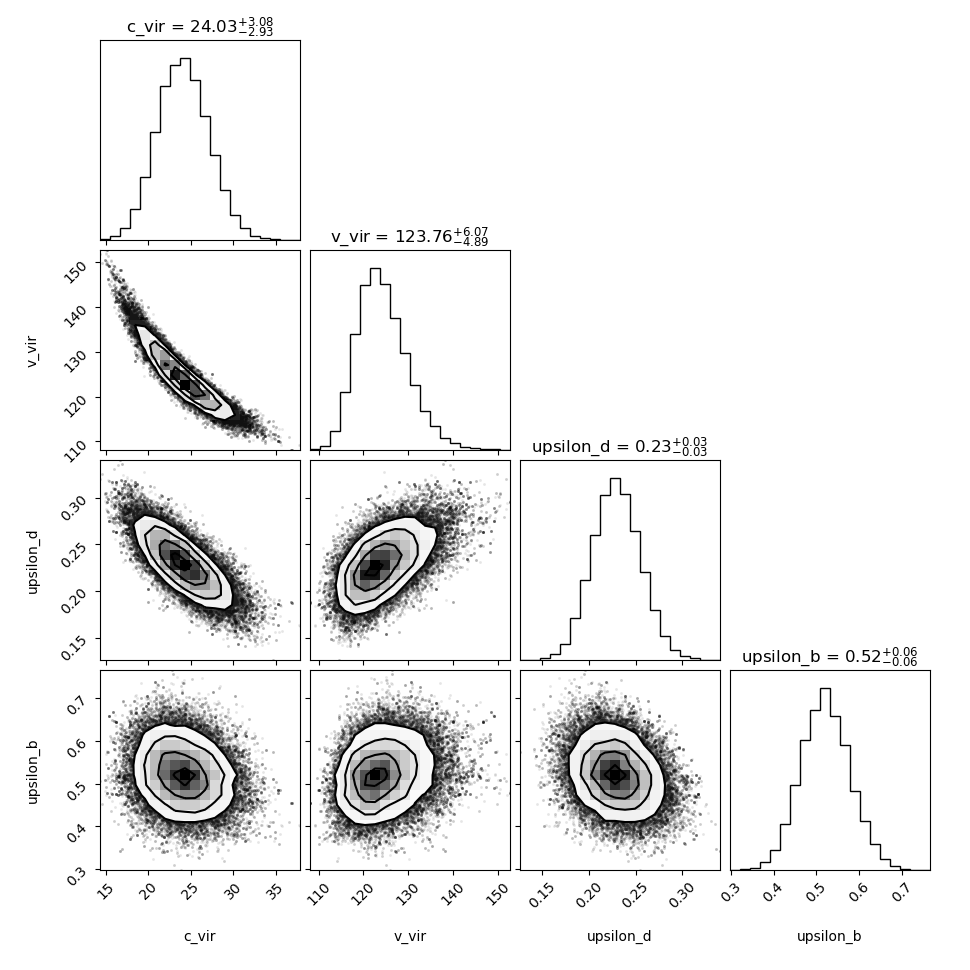 c_vir = 24.03 +3.08 −2.93
v_vir = 123.76 +6.07 −4.89
150
140
130
120
110
v_vir
upsilon_d = 0.23 +0.03 −0.03
0.30
0.25
0.20
0.15
upsilon_d
upsilon_b = 0.52 +0.06 −0.06
0.7
0.6
0.5
0.4
0.3
upsilon_b
15 20 25 30 35
110 120 130 140 150
0.15 0.20 0.25 0.30
0.3 0.4 0.5 0.6 0.7
c_vir
v_vir
upsilon_d
upsilon_b